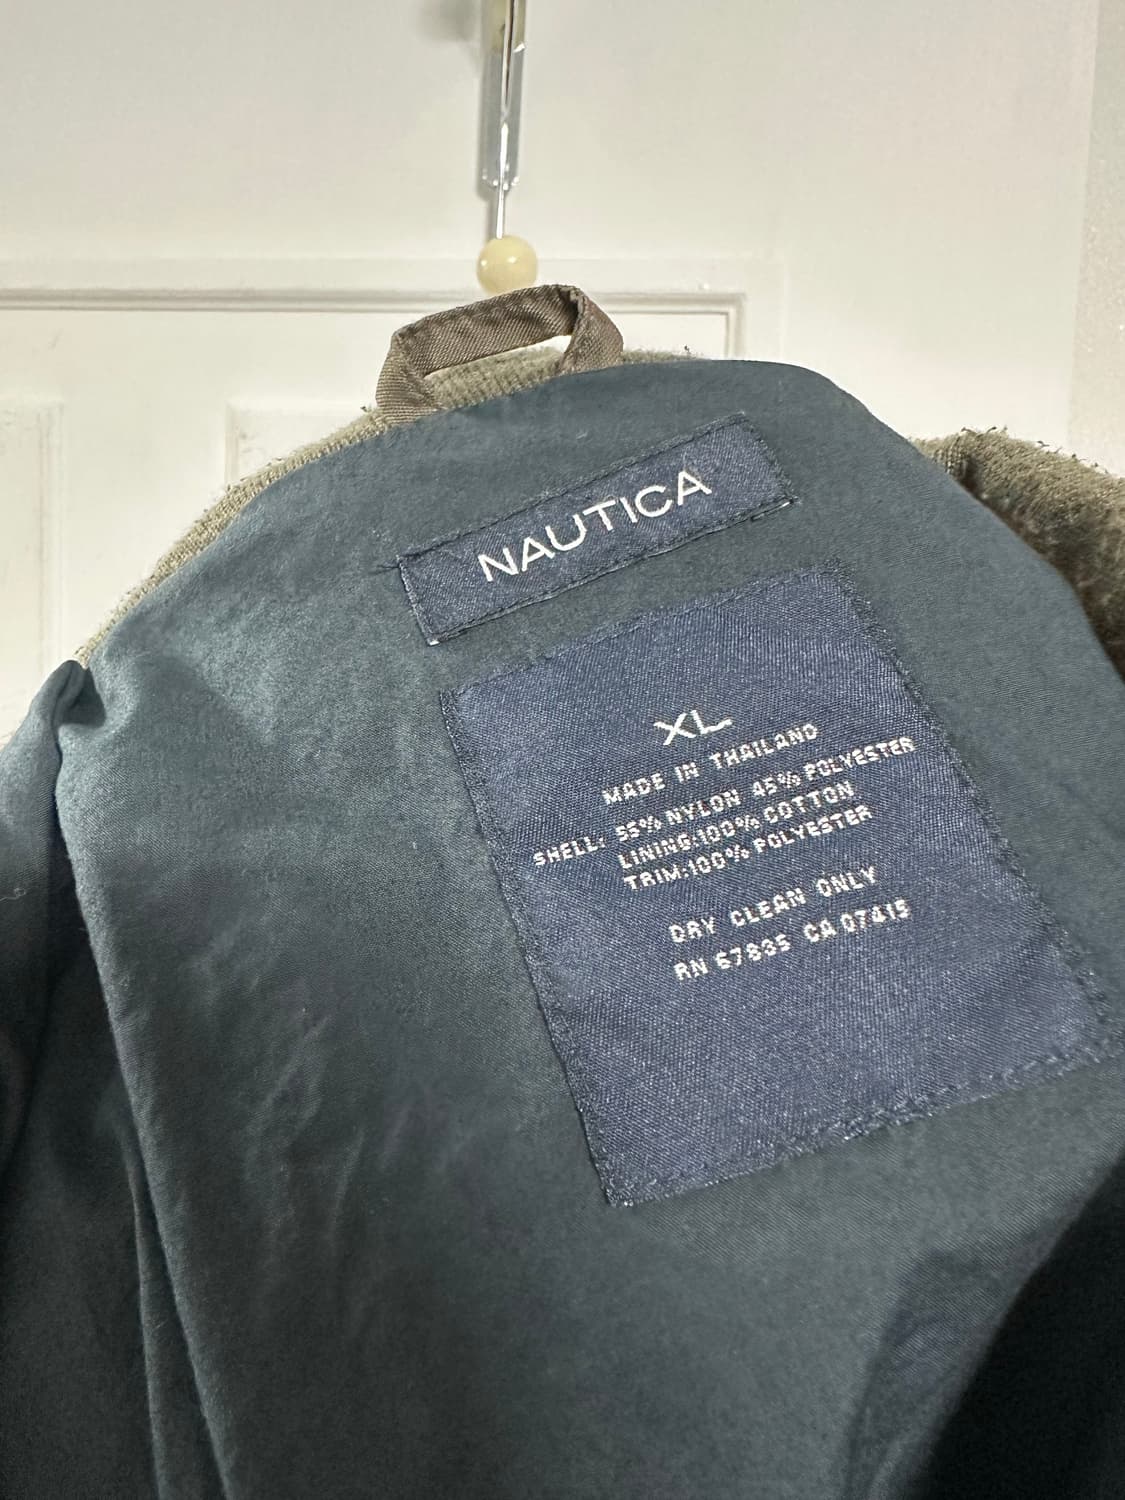 NAUTICA
XL
MADE IN THAILAND
SHELL: 55% NYLON 45% POLYESTER
LINING:100% COTTON
TRIM:100% POLYESTER
DRY CLEAN ONLY
RN 67835 CA 07415